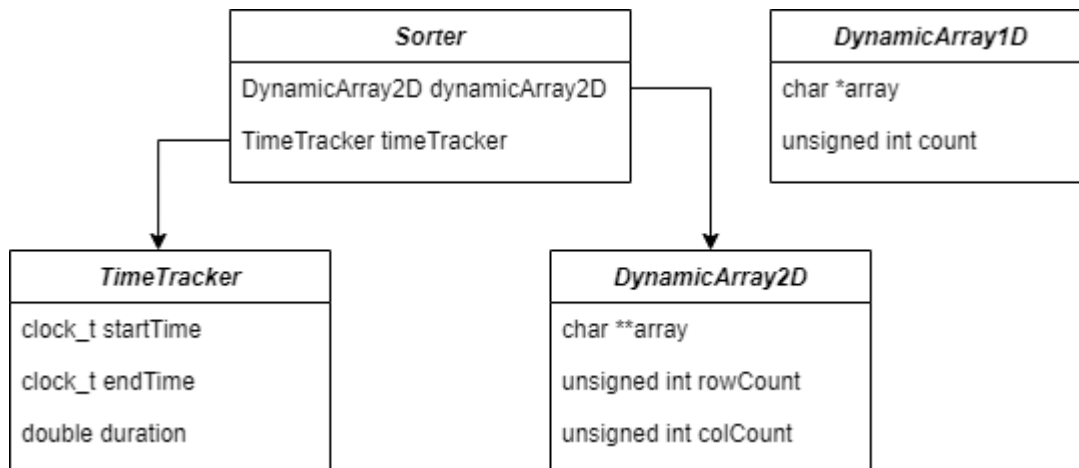 Sorter
DynamicArray2D dynamicArray2D
TimeTracker timeTracker
DynamicArray1D
char *array
unsigned int count
TimeTracker
clock_t startTime
clock_t endTime
double duration
DynamicArray2D
char **array
unsigned int rowCount
unsigned int colCount